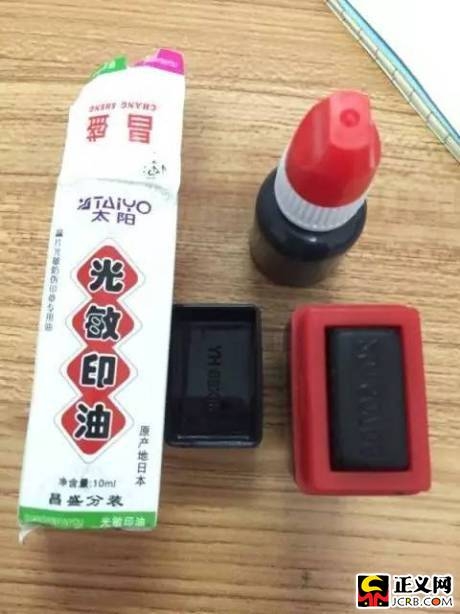 昌盛
CHANG SHENG
TAiYO
太阳
光敏印油
原产地日本
净含量:10ml
昌盛分装
光敏印油
YH
正义网
JCRB.COM